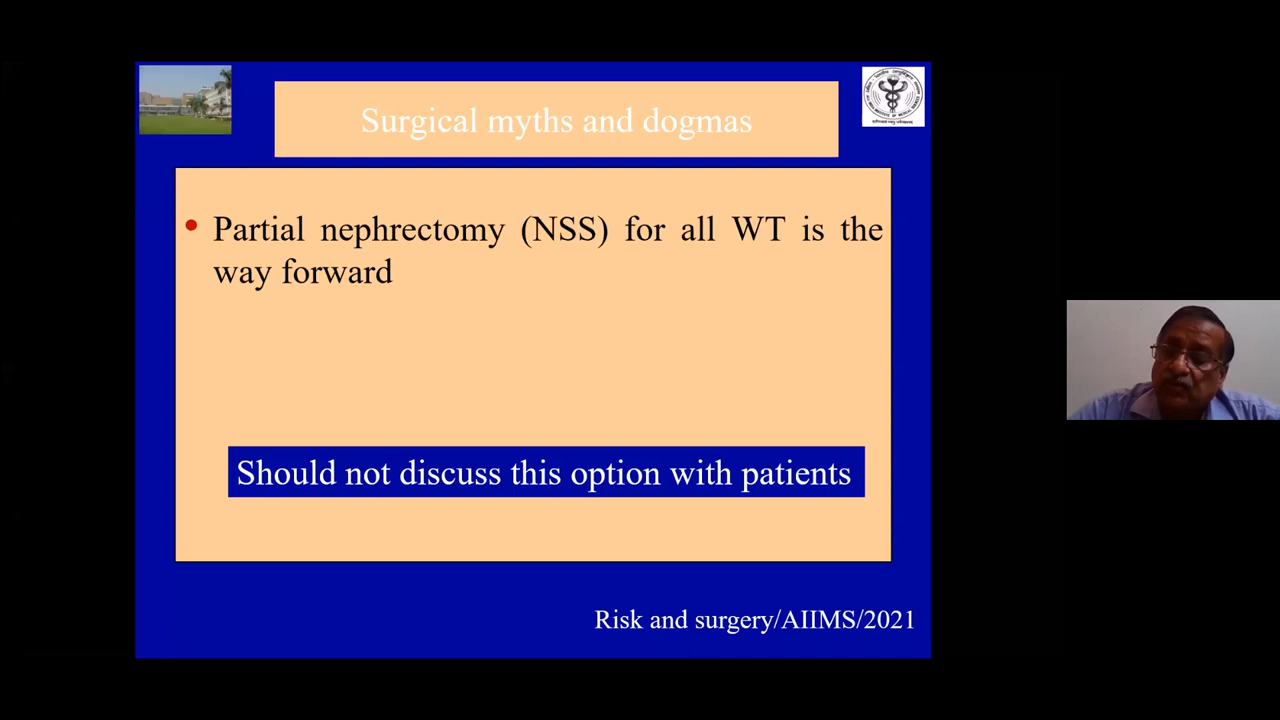 Surgical myths and dogmas
• Partial nephrectomy (NSS) for all WT is the
way forward
Should not discuss this option with patients
Risk and surgery/AIIMS/2021